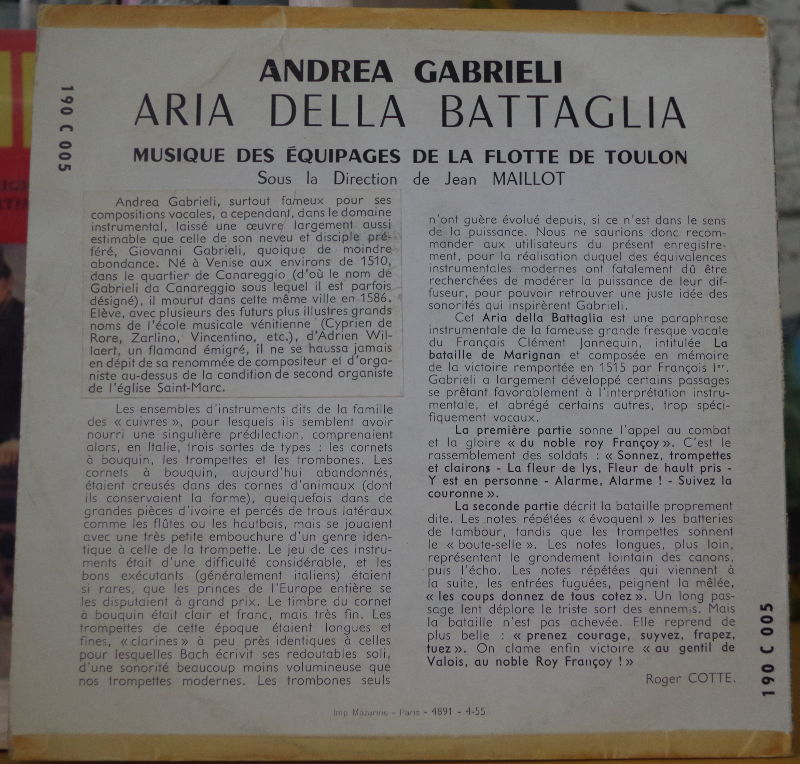 ANDREA GABRIELI
ARIA DELLA BATTAGLIA
MUSIQUE DES ÉQUIPAGES DE LA FLOTTE DE TOULON
Sous la Direction de Jean MAILLOT
190 C 005
Andrea Gabrieli, surtout fameux pour ses
compositions vocales, a cependant, dans le domaine
instrumental, laissé une œuvre largement aussi
estimable que celle de son neveu et disciple pré-
féré, Giovanni Gabrieli, quoique de moindre
abondance. Né à Venise aux environs de 1510,
dans le quartier de Canareggio (d'où le nom de
Gabrieli da Canareggio sous lequel il est parfois
désigné), il mourut dans cette même ville en 1586.
Elève, avec plusieurs des futurs plus illustres grands
noms de l'école musicale vénitienne (Cyprien de
Rore, Zarlino, Vincentino, etc.), d'Adrien Wil-
laert, un flamand émigré, il ne se haussa jamais
en dépit de sa renommée de compositeur et d'orga-
niste au-dessus de la condition de second organiste
de l'église Saint-Marc.
Les ensembles d'instruments dits de la famille
des « cuivres », pour lesquels ils semblent avoir
nourri une singulière prédilection, comprenaient
alors, en Italie, trois sortes de types : les cornets
à bouquin, les trompettes et les trombones. Les
cornets à bouquin, aujourd'hui abandonnés,
étaient creusés dans des cornes d'animaux (dont
ils conservaient la forme), quelquefois dans de
grandes pièces d'ivoire et percés de trous latéraux
comme les flûtes ou les hautbois, mais se jouaient
avec une très petite embouchure d'un genre iden-
tique à celle de la trompette. Le jeu de ces instru-
ments était d'une difficulté considérable, et les
bons exécutants (généralement italiens) étaient
si rares, que les princes de l'Europe entière se
les disputaient à grand prix. Le timbre du cornet
à bouquin était clair et franc, mais très fin. Les
trompettes de cette époque étaient longues et
fines, « clarines » à peu près identiques à celles
pour lesquelles Bach écrivit ses redoutables soli,
d'une sonorité beaucoup moins volumineuse que
nos trompettes modernes. Les trombones seuls
n'ont guère évolué depuis, si ce n'est dans le sens
de la puissance. Nous ne saurions donc recom-
mander aux utilisateurs du présent enregistre-
ment, pour la réalisation duquel des équivalences
instrumentales modernes ont fatalement dû être
recherchées de modérer la puissance de leur dif-
fuseur, pour pouvoir retrouver une juste idée des
sonorités qui inspirèrent Gabrieli.
Cet Aria della Battaglia est une paraphrase
instrumentale de la fameuse grande fresque vocale
du Français Clément Jannequin, intitulée La
bataille de Marignan et composée en mémoire
de la victoire remportée en 1515 par François Iᵉʳ.
Gabrieli a largement développé certains passages
se prêtant favorablement à l'interprétation instru-
mentale, et abrégé certains autres, trop spéci-
fiquement vocaux.
La première partie sonne l'appel au combat
et la gloire « du noble roy Françoy ». C'est le
rassemblement des soldats : « Sonnez, trompettes
et clairons - La fleur de lys, Fleur de hault pris -
Y est en personne - Alarme, Alarme ! - Suivez la
couronne ».
La seconde partie décrit la bataille proprement
dite. Les notes répétées « évoquent » les batteries
de tambour, tandis que les trompettes sonnent
le « boute-selle ». Les notes longues, plus loin,
représentent le grondement lointain des canons,
puis l'écho. Les notes répétées qui viennent à
la suite, les entrées fuguées, peignent la mêlée,
« les coups donnez de tous cotez ». Un long pas-
sage lent déplore le triste sort des ennemis. Mais
la bataille n'est pas achevée. Elle reprend de
plus belle : « prenez courage, suyvez, frapez,
tuez ». On clame enfin victoire « au gentil de
Valois, au noble Roy Françoy ! »
Roger COTTE.
190 C 005
Imp. Mazarine - Paris - 4891 - 4-55